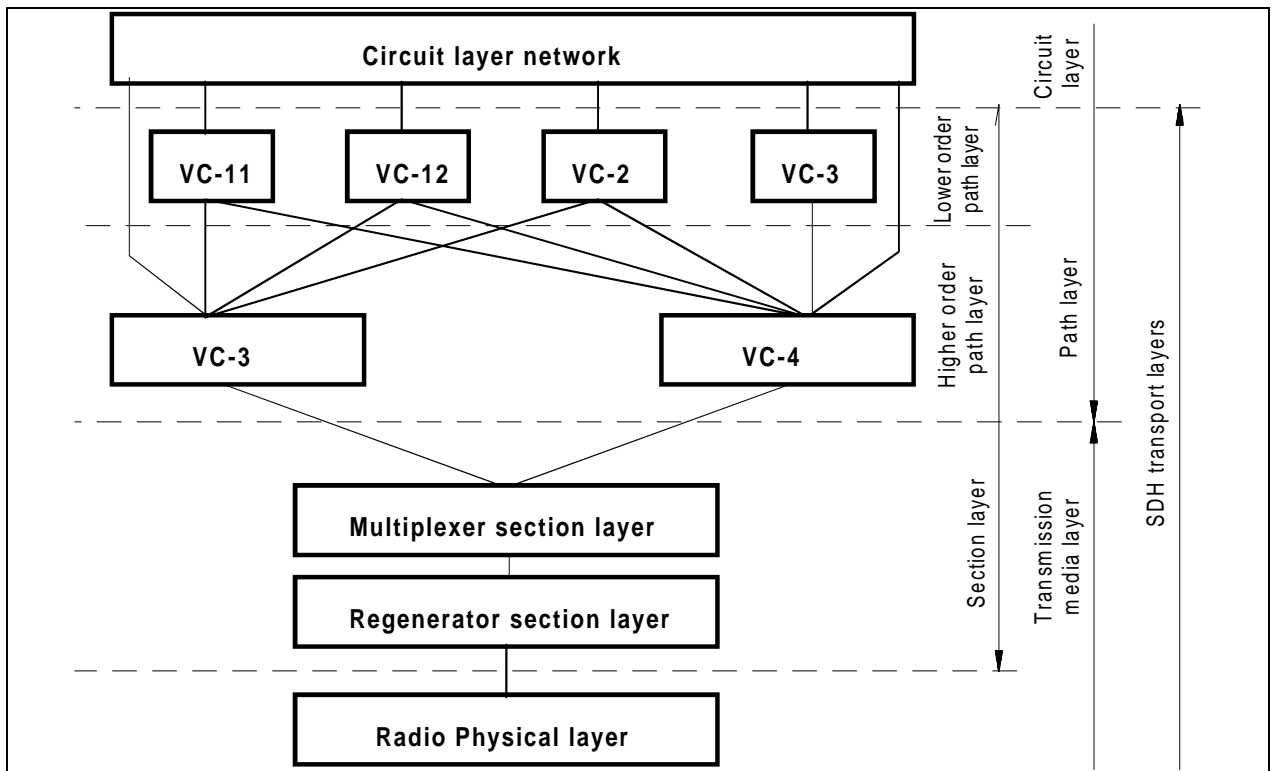 Circuit layer network
Circuit
layer
VC-11
VC-12
VC-2
VC-3
Lower order
path layer
VC-3
VC-4
Higher order
path layer
Path layer
SDH transport layers
Multiplexer section layer
Regenerator section layer
Section layer
Transmission
media layer
Radio Physical layer